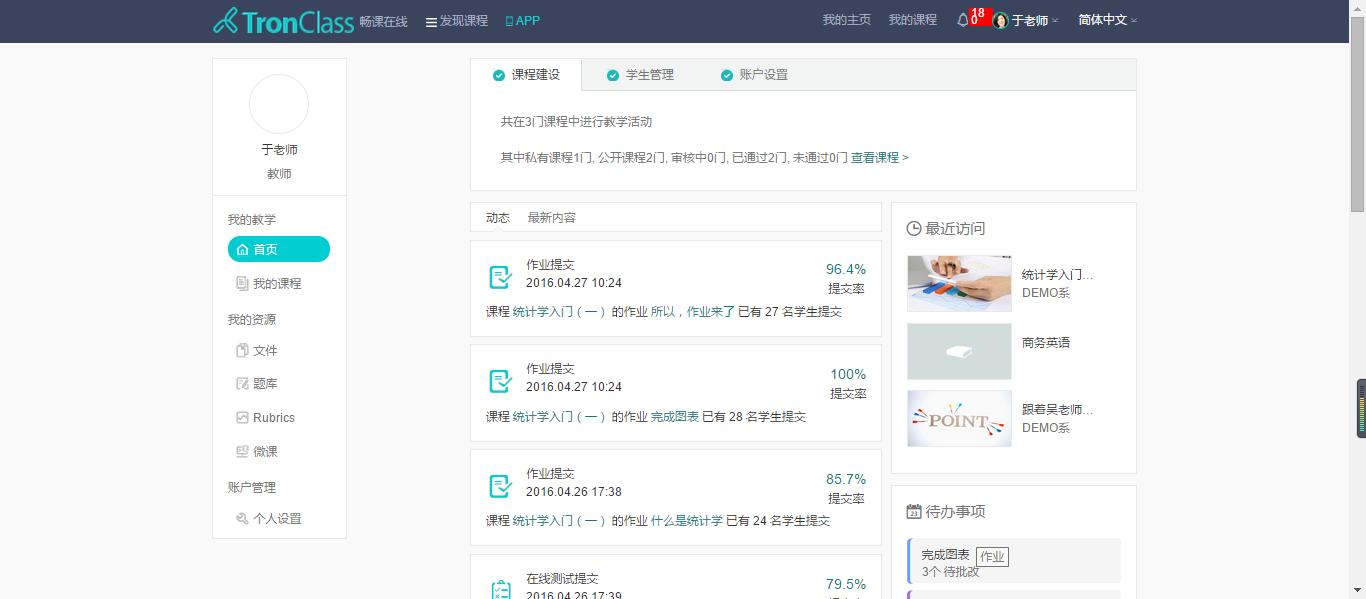 TronClass 畅课在线 发现课程 APP 我的主页 我的课程 180 于老师 简体中文
于老师
教师
我的教学
首页
我的课程
我的资源
文件
题库
Rubrics
微课
账户管理
个人设置
课程建设 学生管理 账户设置
共在3门课程中进行教学活动
其中私有课程1门, 公开课程2门, 审核中0门, 已通过2门, 未通过0门 查看课程 >
动态 最新内容
作业提交
2016.04.27 10:24
96.4%
提交率
课程 统计学入门（一） 的作业 所以，作业来了 已有 27 名学生提交
作业提交
2016.04.27 10:24
100%
提交率
课程 统计学入门（一） 的作业 完成图表 已有 28 名学生提交
作业提交
2016.04.26 17:38
85.7%
提交率
课程 统计学入门（一） 的作业 什么是统计学 已有 24 名学生提交
在线测试提交
2016.04.26 17:39
79.5%
最近访问
统计学入门...
DEMO系
商务英语
POINT
跟着吴老师...
DEMO系
23 待办事项
完成图表 作业
3个 待批改